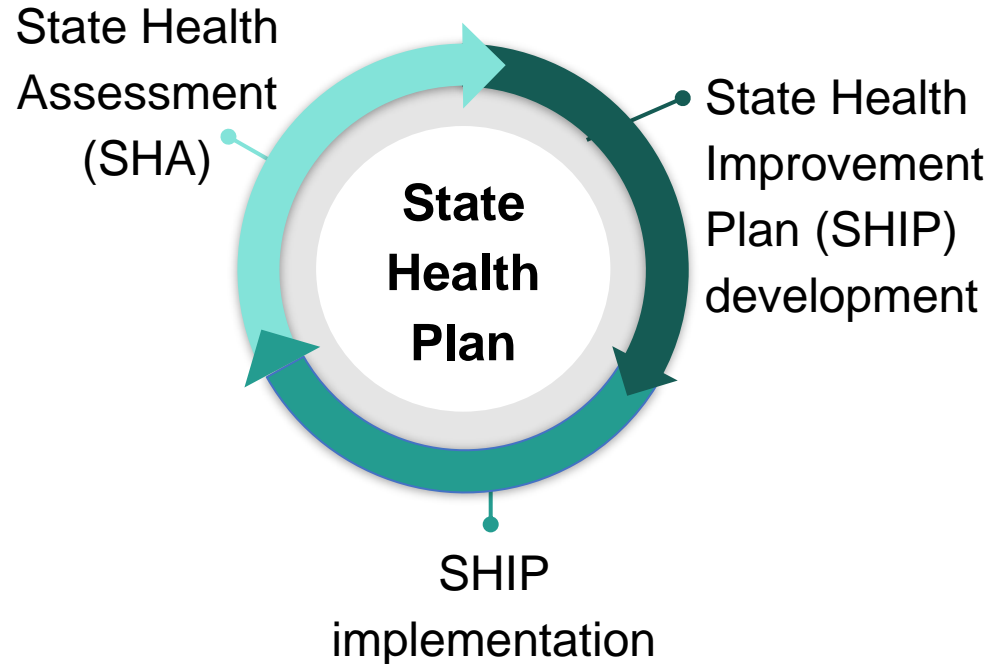 State Health
Assessment
(SHA)
State Health
Improvement
Plan (SHIP)
development
State
Health
Plan
SHIP
implementation